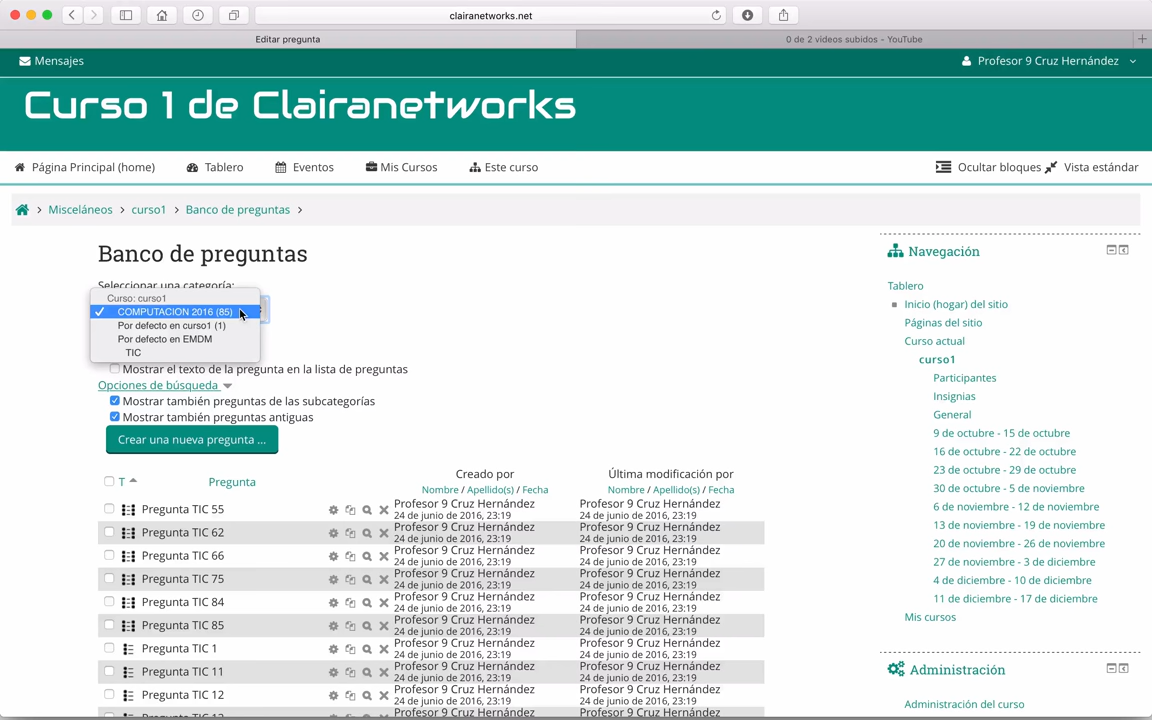 clairanetworks.net
Editar pregunta
0 de 2 videos subidos - YouTube
Mensajes
Profesor 9 Cruz Hernández
Curso 1 de Clairanetworks
Página Principal (home)
Tablero
Eventos
Mis Cursos
Este curso
Ocultar bloques
Vista estándar
Misceláneos
curso1
Banco de preguntas
Banco de preguntas
Seleccionar una categoría:
Curso: curso1
COMPUTACION 2016 (85)
Por defecto en curso1 (1)
Por defecto en EMDM
TIC
Mostrar el texto de la pregunta en la lista de preguntas
Opciones de búsqueda
Mostrar también preguntas de las subcategorías
Mostrar también preguntas antiguas
Crear una nueva pregunta ...
T
Pregunta
Creado por
Nombre / Apellido(s) / Fecha
Última modificación por
Nombre / Apellido(s) / Fecha
Pregunta TIC 55
Profesor 9 Cruz Hernández
24 de junio de 2016, 23:19
Profesor 9 Cruz Hernández
24 de junio de 2016, 23:19
Pregunta TIC 62
Profesor 9 Cruz Hernández
24 de junio de 2016, 23:19
Profesor 9 Cruz Hernández
24 de junio de 2016, 23:19
Pregunta TIC 66
Profesor 9 Cruz Hernández
24 de junio de 2016, 23:19
Profesor 9 Cruz Hernández
24 de junio de 2016, 23:19
Pregunta TIC 75
Profesor 9 Cruz Hernández
24 de junio de 2016, 23:19
Profesor 9 Cruz Hernández
24 de junio de 2016, 23:19
Pregunta TIC 84
Profesor 9 Cruz Hernández
24 de junio de 2016, 23:19
Profesor 9 Cruz Hernández
24 de junio de 2016, 23:19
Pregunta TIC 85
Profesor 9 Cruz Hernández
24 de junio de 2016, 23:19
Profesor 9 Cruz Hernández
24 de junio de 2016, 23:19
Pregunta TIC 1
Profesor 9 Cruz Hernández
24 de junio de 2016, 23:19
Profesor 9 Cruz Hernández
24 de junio de 2016, 23:19
Pregunta TIC 11
Profesor 9 Cruz Hernández
24 de junio de 2016, 23:19
Profesor 9 Cruz Hernández
24 de junio de 2016, 23:19
Pregunta TIC 12
Profesor 9 Cruz Hernández
24 de junio de 2016, 23:19
Profesor 9 Cruz Hernández
24 de junio de 2016, 23:19
Profesor 9 Cruz Hernández
Profesor 9 Cruz Hernández
Navegación
Tablero
Inicio (hogar) del sitio
Páginas del sitio
Curso actual
curso1
Participantes
Insignias
General
9 de octubre - 15 de octubre
16 de octubre - 22 de octubre
23 de octubre - 29 de octubre
30 de octubre - 5 de noviembre
6 de noviembre - 12 de noviembre
13 de noviembre - 19 de noviembre
20 de noviembre - 26 de noviembre
27 de noviembre - 3 de diciembre
4 de diciembre - 10 de diciembre
11 de diciembre - 17 de diciembre
Mis cursos
Administración
Administración del curso